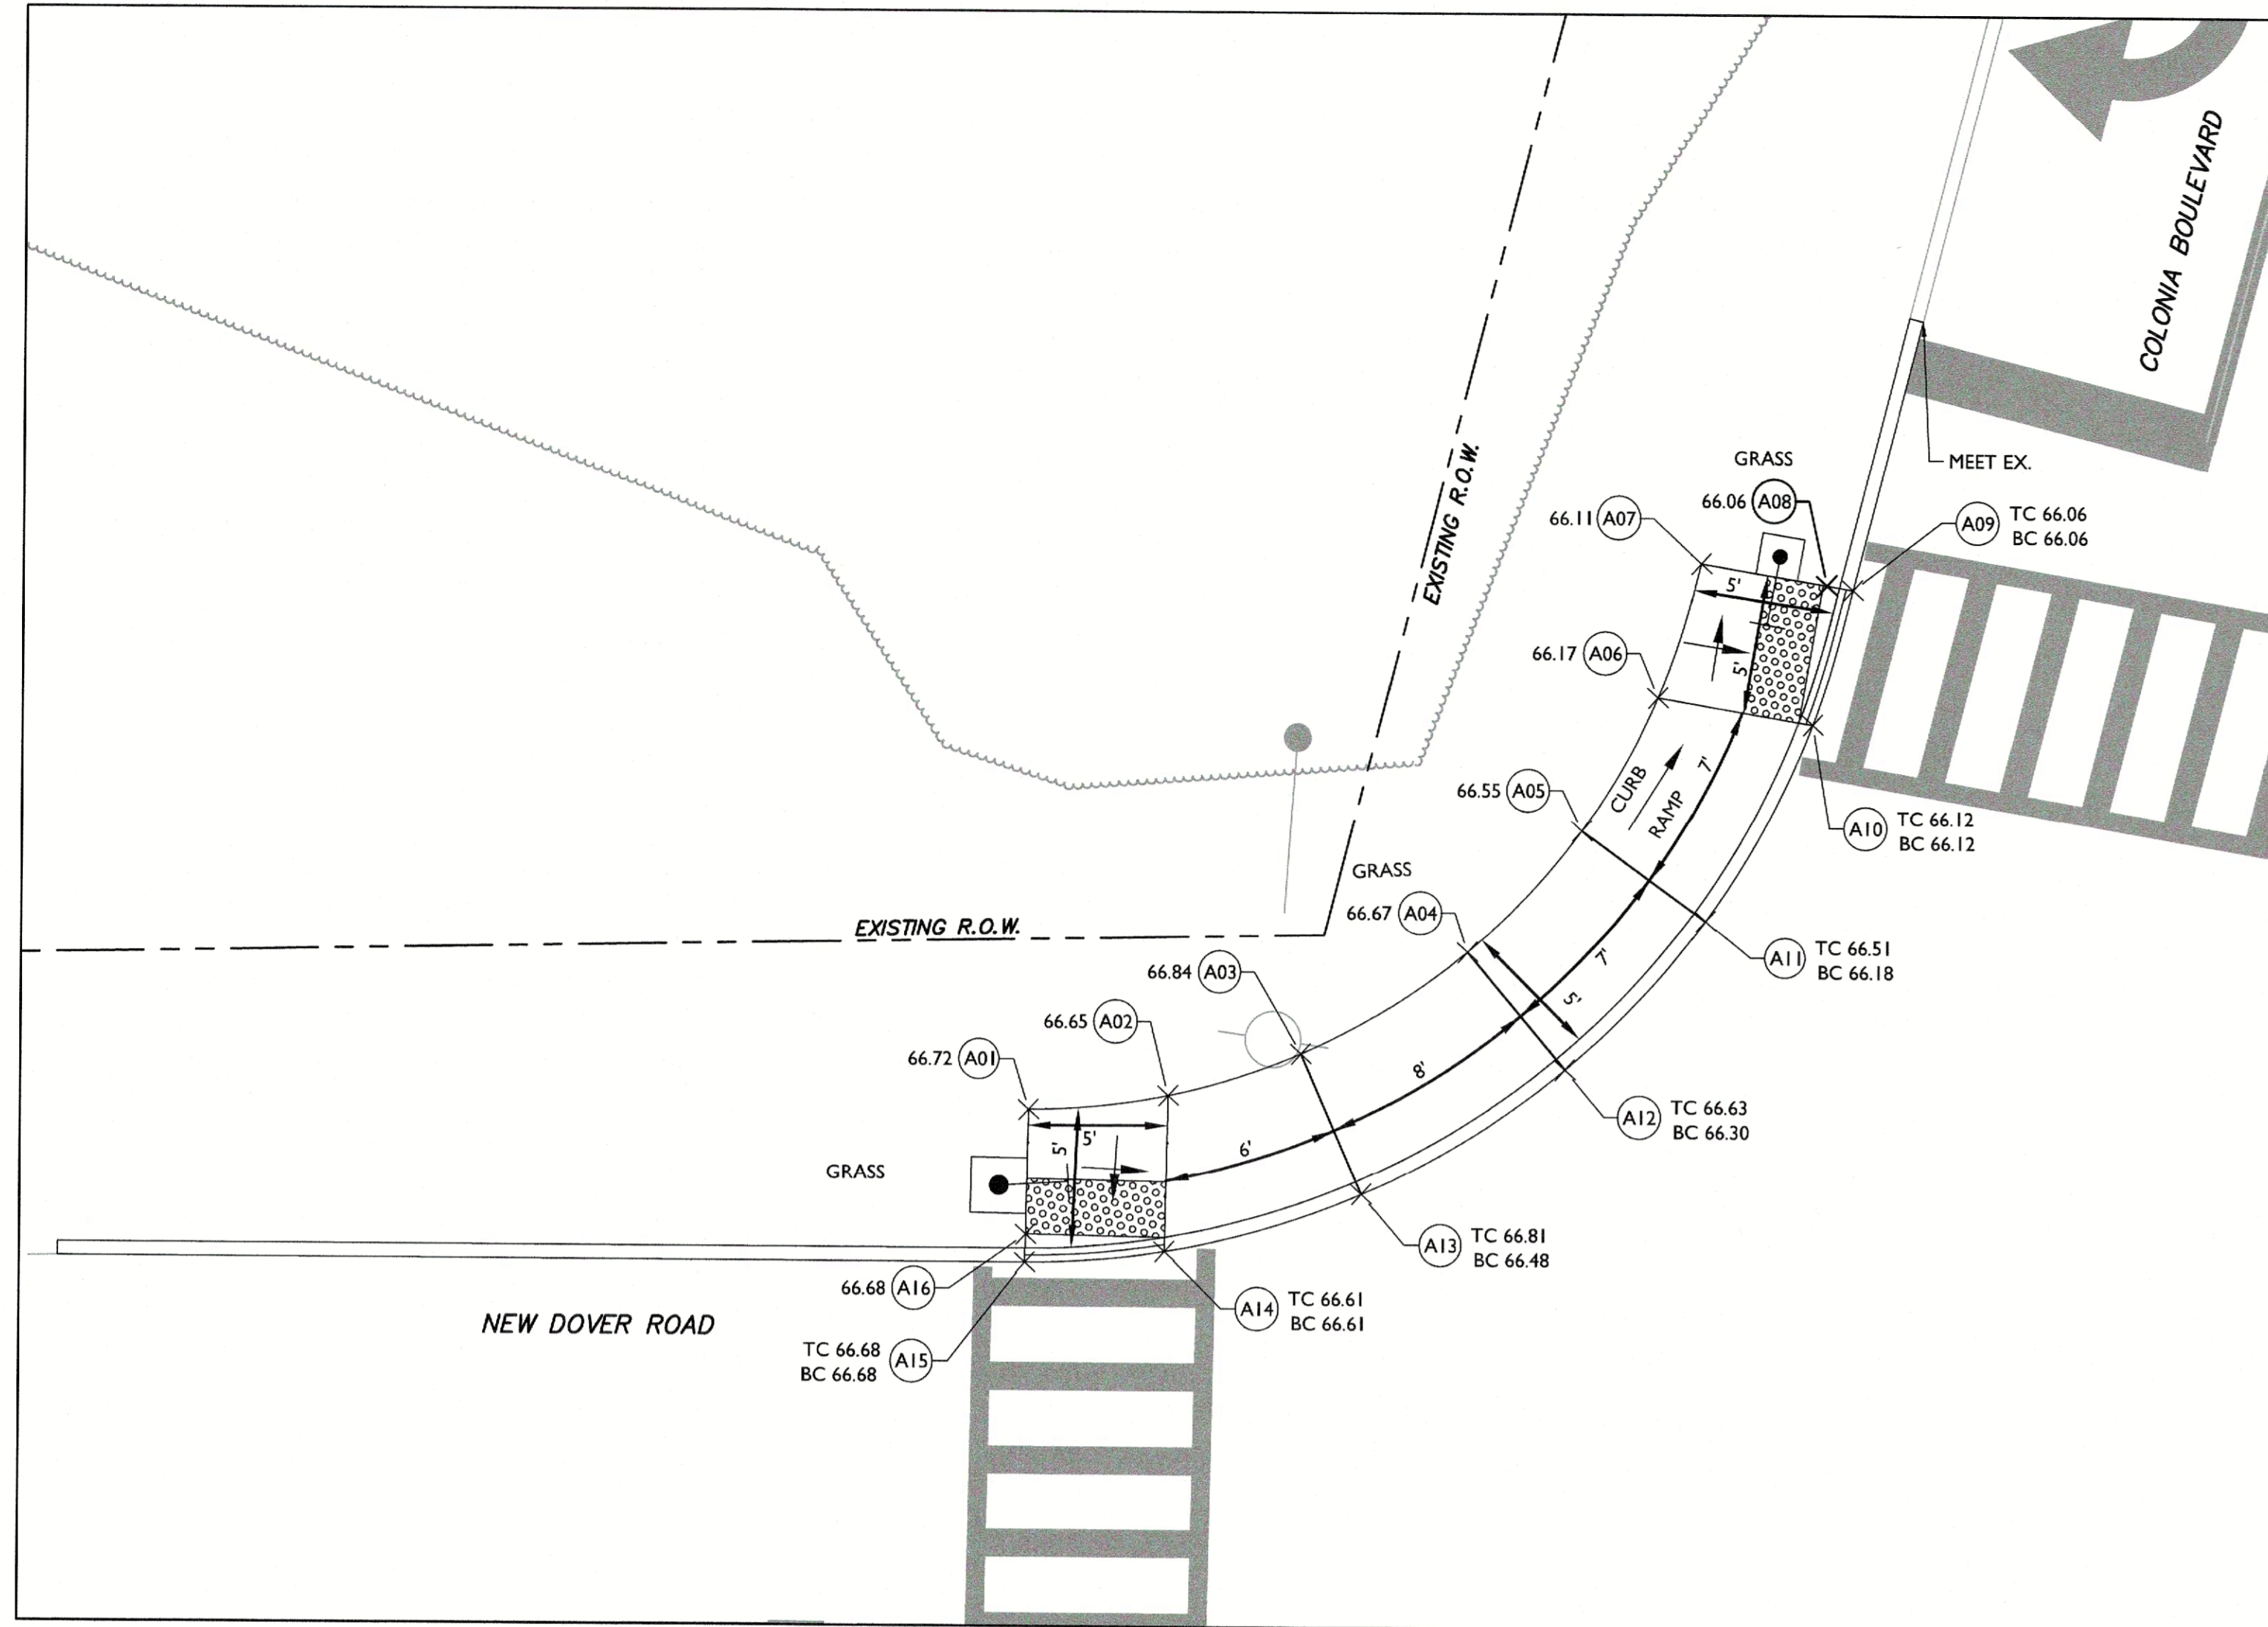 COLONIA BOULEVARD
EXISTING R.O.W.
MEET EX.
GRASS
66.06 A08
66.11 A07
A09 TC 66.06
BC 66.06
66.17 A06
5'
5'
7'
CURB
RAMP
66.55 A05
A10 TC 66.12
BC 66.12
GRASS
66.67 A04
EXISTING R.O.W.
A11 TC 66.51
BC 66.18
7'
5'
66.84 A03
66.65 A02
66.72 A01
8'
A12 TC 66.63
BC 66.30
5'
5'
6'
GRASS
A13 TC 66.81
BC 66.48
66.68 A16
A14 TC 66.61
BC 66.61
NEW DOVER ROAD
TC 66.68
BC 66.68 A15